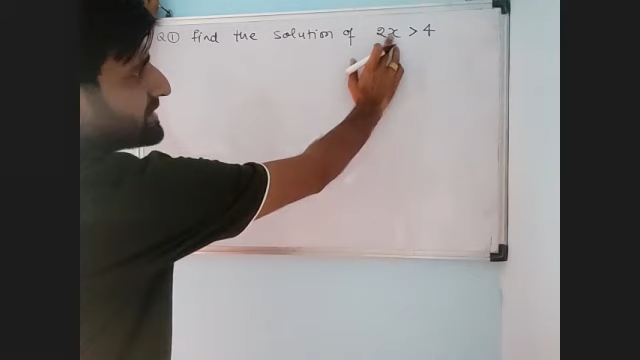 Q① find the solution of 2x > 4